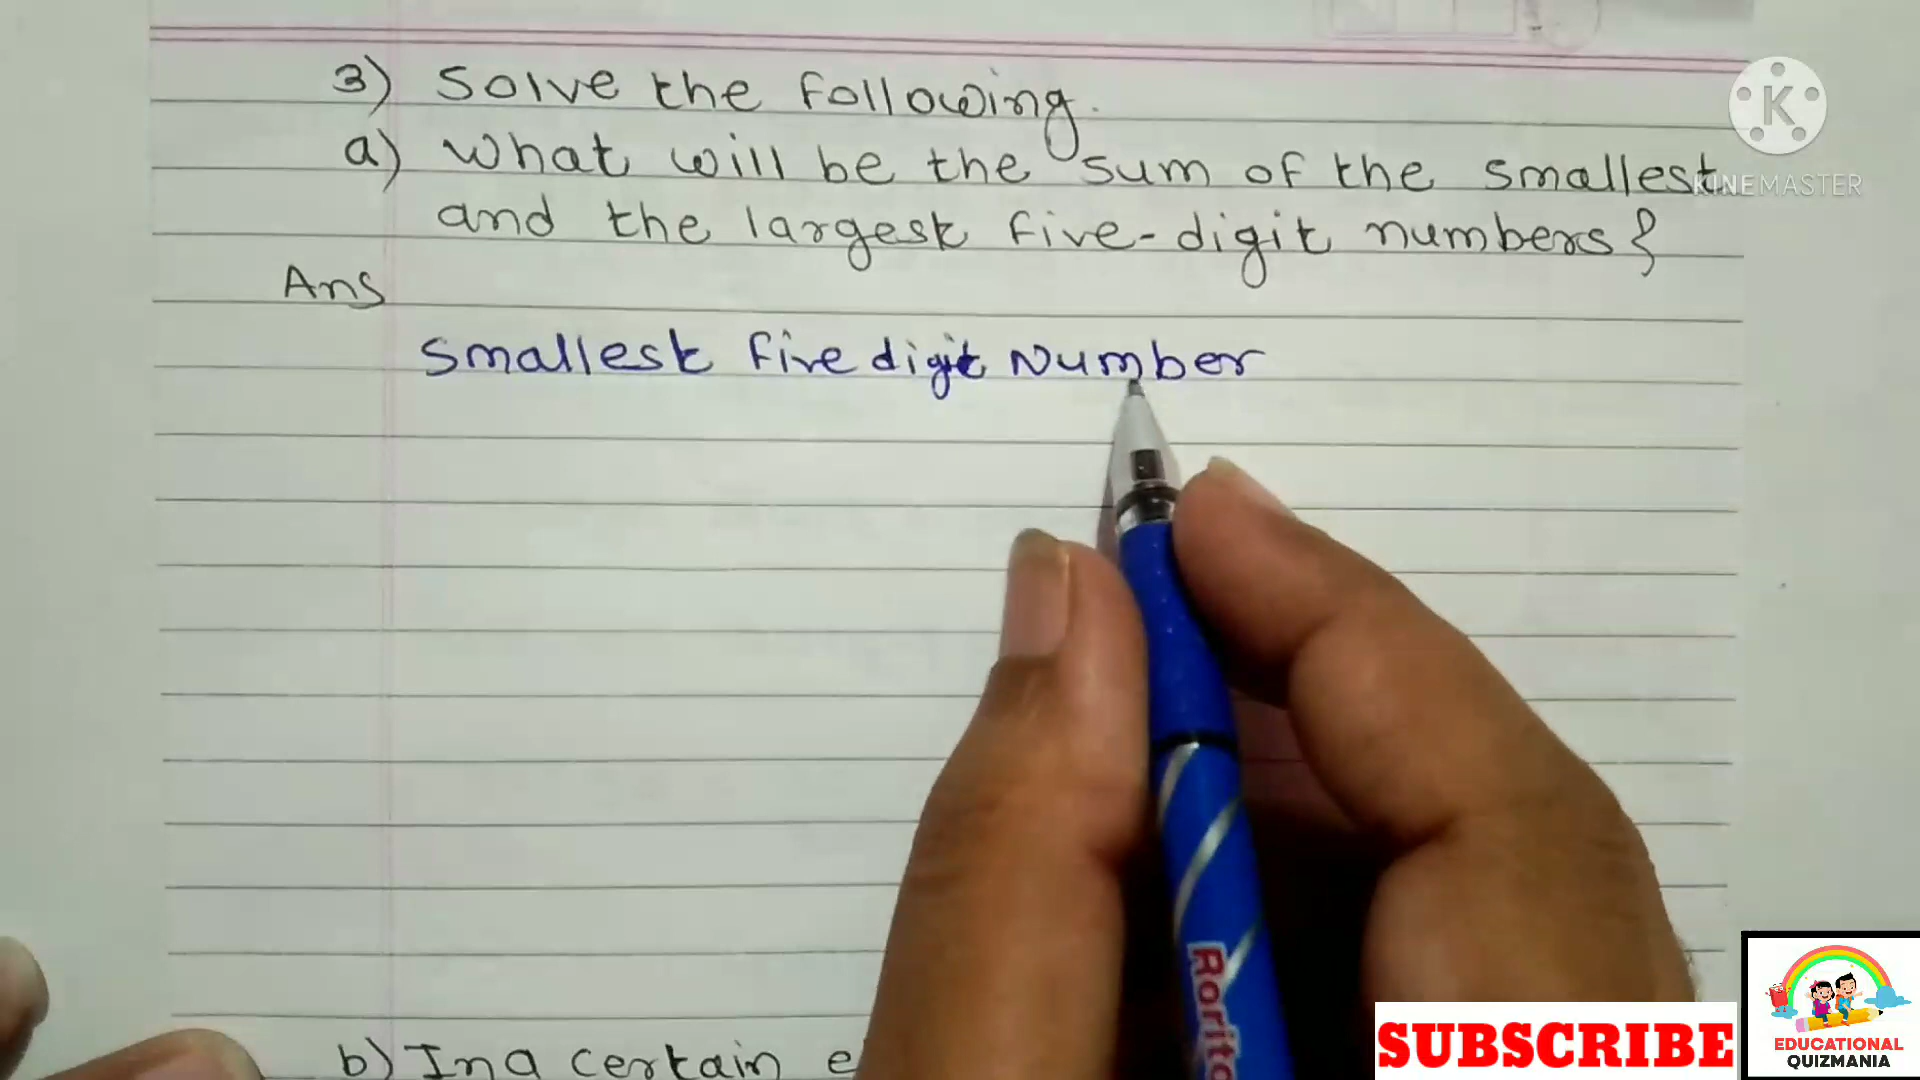 3) Solve the following.
a) What will be the sum of the smallest
and the largest five-digit numbers?
Ans
Smallest five digit Number
b) In a certain e
K
KINEMASTER
Rorito
SUBSCRIBE
EDUCATIONAL
QUIZMANIA